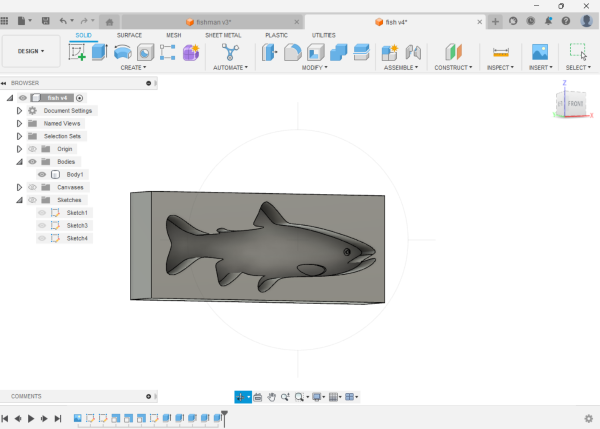 fishman v3*
fish v4*
SOLID SURFACE MESH SHEET METAL PLASTIC UTILITIES
DESIGN
CREATE AUTOMATE MODIFY ASSEMBLE CONSTRUCT INSPECT INSERT SELECT
BROWSER
fish v4
Document Settings
Named Views
Selection Sets
Origin
Bodies
Body1
Canvases
Sketches
Sketch1
Sketch3
Sketch4
Z
FRONT
X
COMMENTS